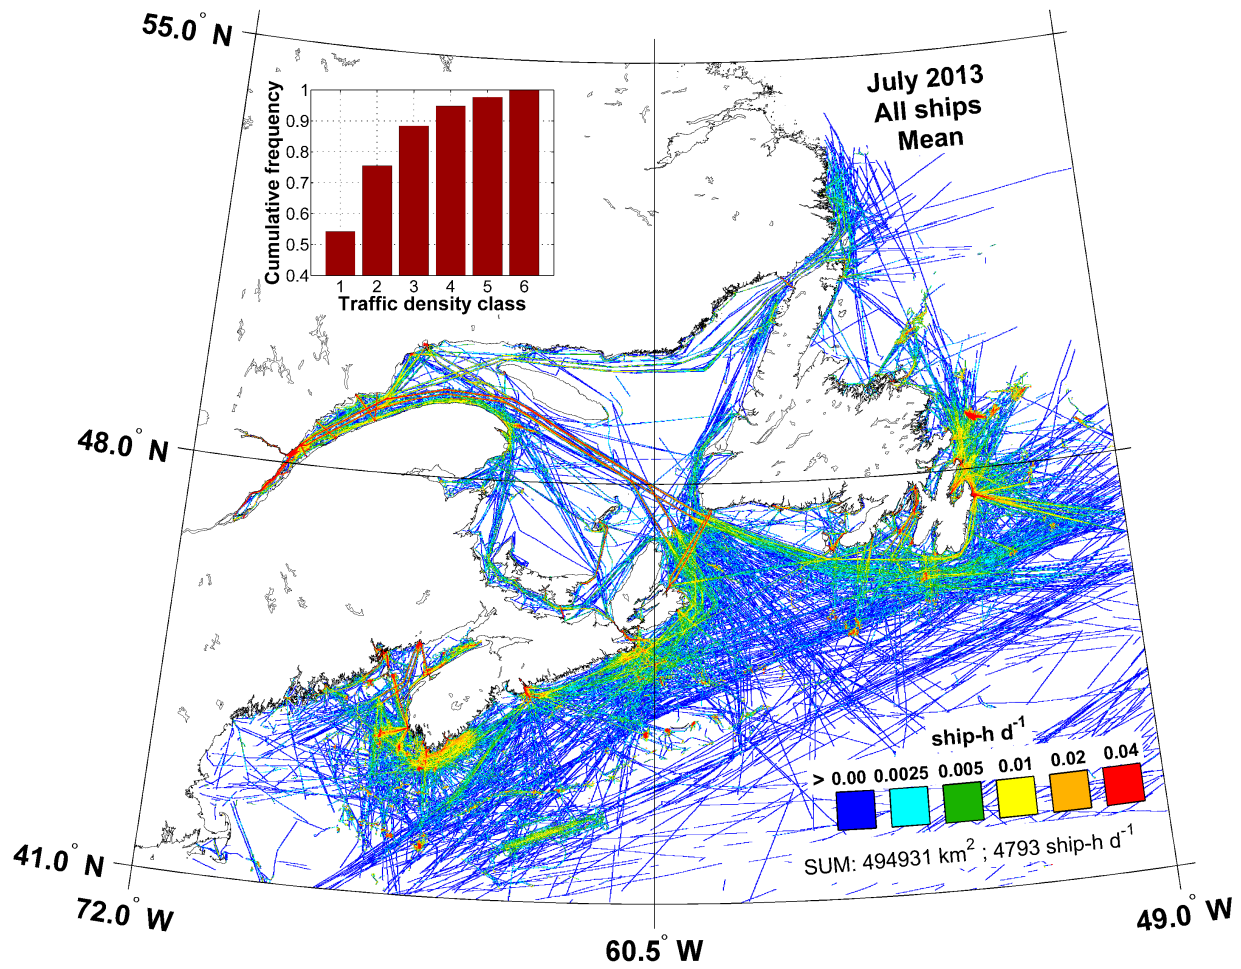 55.0° N
July 2013
All ships
Mean
Cumulative frequency
1
0.9
0.8
0.7
0.6
0.5
0.4
1 2 3 4 5 6
Traffic density class
48.0° N
ship-h d-1
> 0.00 0.0025 0.005 0.01 0.02 0.04
SUM: 494931 km2 ; 4793 ship-h d-1
41.0° N
72.0° W
60.5° W
49.0° W